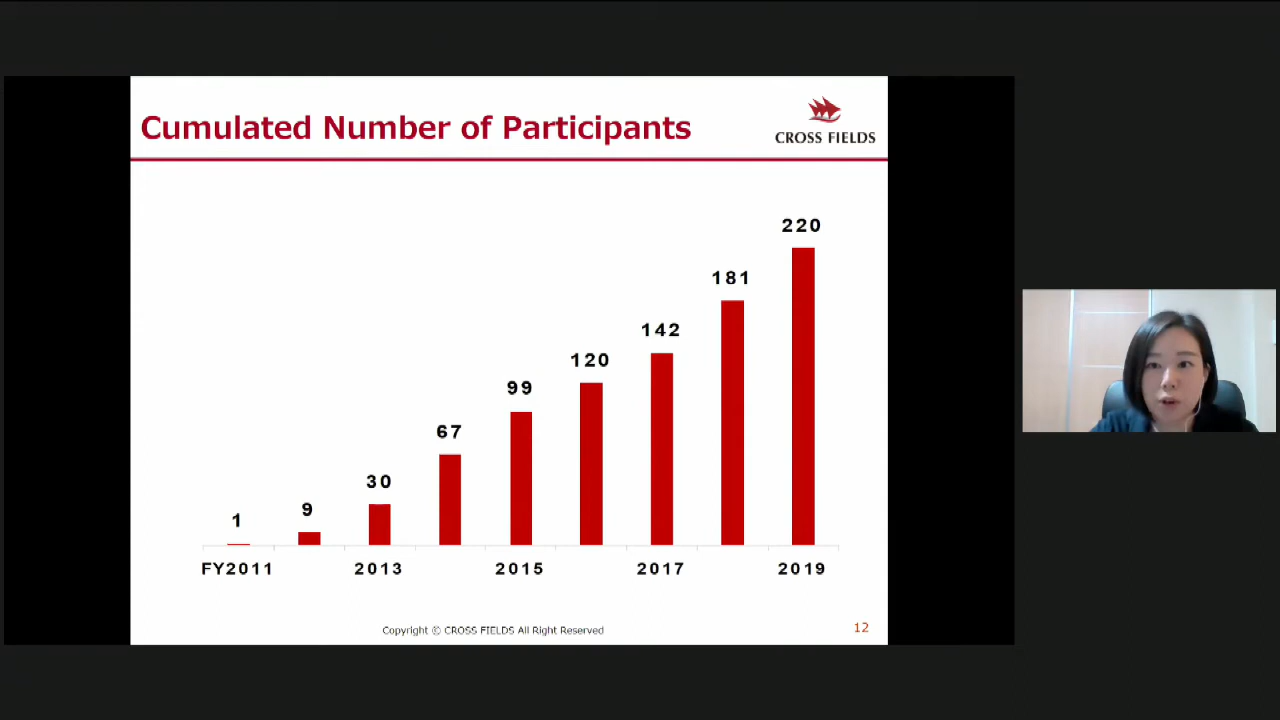 Cumulated Number of Participants
CROSS FIELDS
220
181
142
120
99
67
30
9
1
FY2011 2013 2015 2017 2019
Copyright © CROSS FIELDS All Right Reserved
12